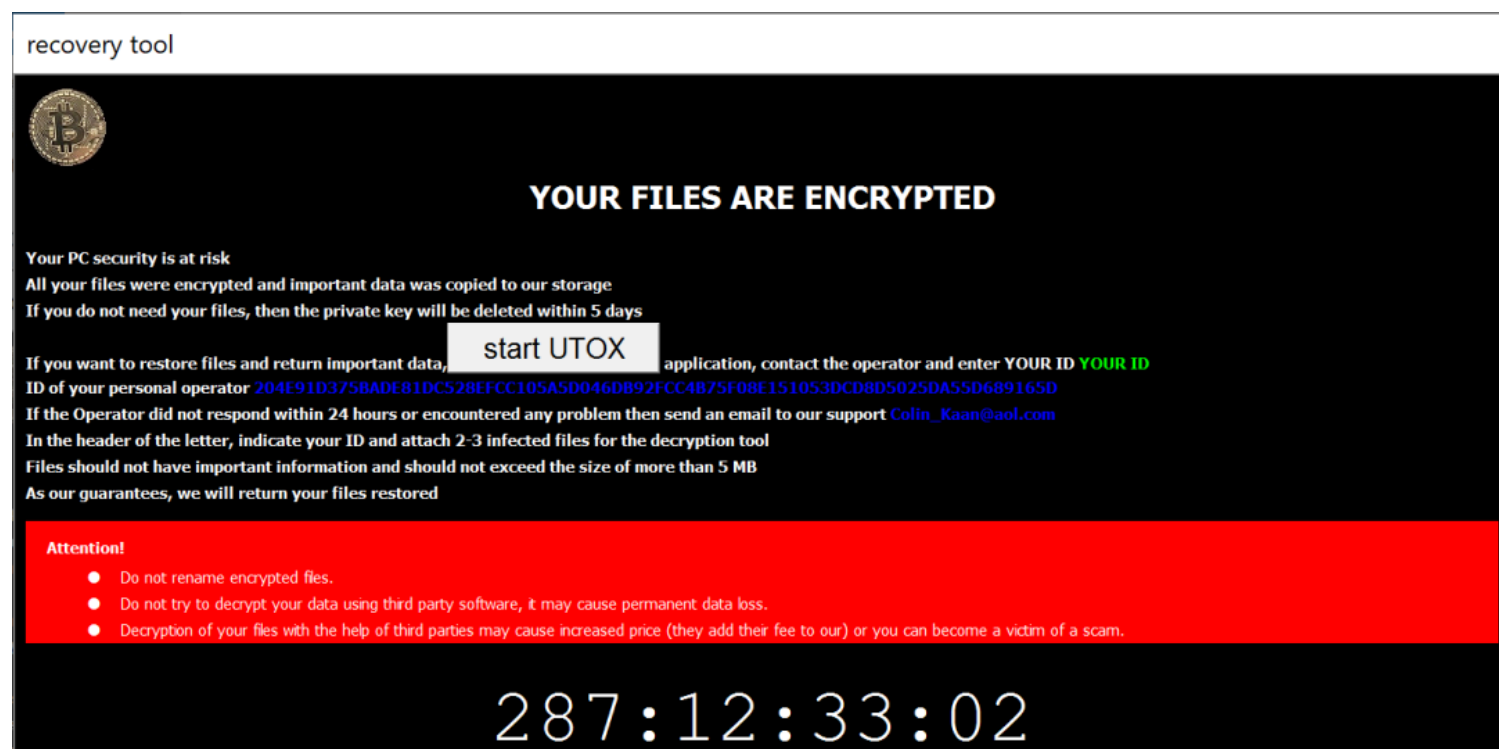 recovery tool
YOUR FILES ARE ENCRYPTED
Your PC security is at risk
All your files were encrypted and important data was copied to our storage
If you do not need your files, then the private key will be deleted within 5 days
If you want to restore files and return important data, start UTOX application, contact the operator and enter YOUR ID YOUR ID
ID of your personal operator 204E91D375BADE81DC528EFCC105A5D046DB92FCC4B75F08E151053DCD8D5025DA55D689165D
If the Operator did not respond within 24 hours or encountered any problem then send an email to our support Colin_Kaan@aol.com
In the header of the letter, indicate your ID and attach 2-3 infected files for the decryption tool
Files should not have important information and should not exceed the size of more than 5 MB
As our guarantees, we will return your files restored
Attention!
Do not rename encrypted files.
Do not try to decrypt your data using third party software, it may cause permanent data loss.
Decryption of your files with the help of third parties may cause increased price (they add their fee to our) or you can become a victim of a scam.
287:12:33:02